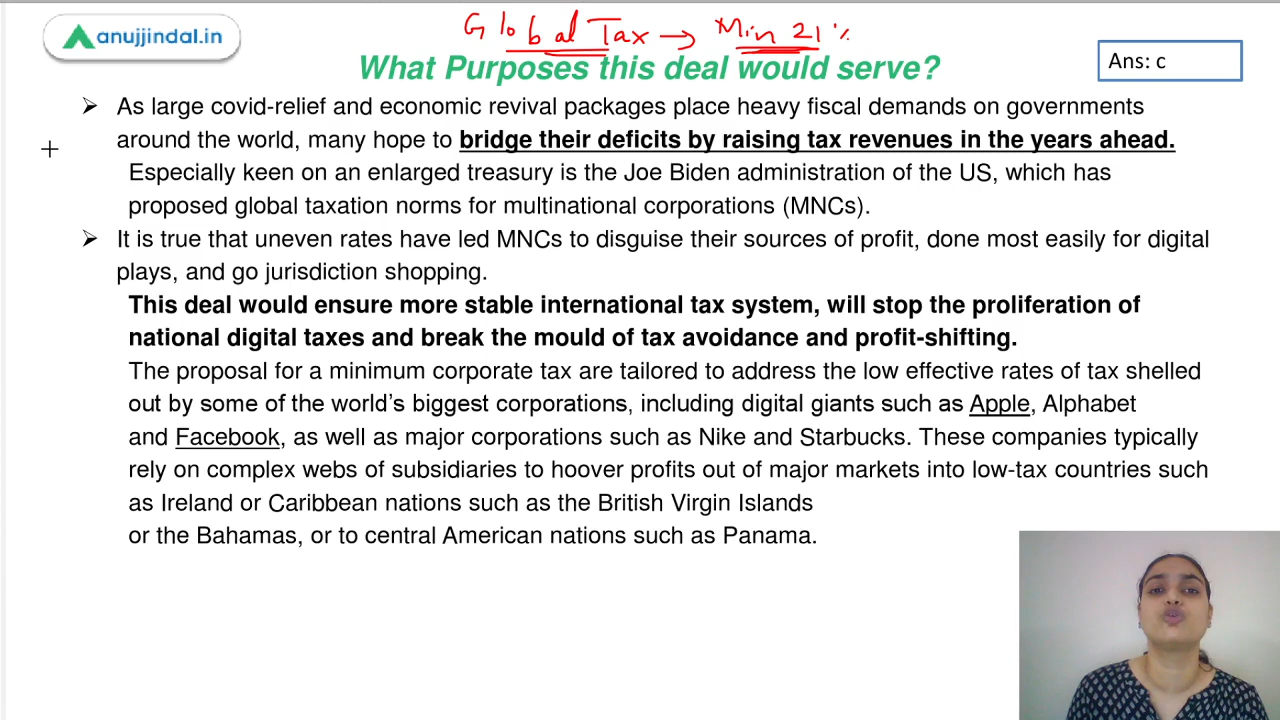 Global Tax → Min 21%
anujjindal.in
What Purposes this deal would serve?
Ans: c
➢ As large covid-relief and economic revival packages place heavy fiscal demands on governments
around the world, many hope to bridge their deficits by raising tax revenues in the years ahead.
Especially keen on an enlarged treasury is the Joe Biden administration of the US, which has
proposed global taxation norms for multinational corporations (MNCs).
➢ It is true that uneven rates have led MNCs to disguise their sources of profit, done most easily for digital
plays, and go jurisdiction shopping.
This deal would ensure more stable international tax system, will stop the proliferation of
national digital taxes and break the mould of tax avoidance and profit-shifting.
The proposal for a minimum corporate tax are tailored to address the low effective rates of tax shelled
out by some of the world’s biggest corporations, including digital giants such as Apple, Alphabet
and Facebook, as well as major corporations such as Nike and Starbucks. These companies typically
rely on complex webs of subsidiaries to hoover profits out of major markets into low-tax countries such
as Ireland or Caribbean nations such as the British Virgin Islands
or the Bahamas, or to central American nations such as Panama.